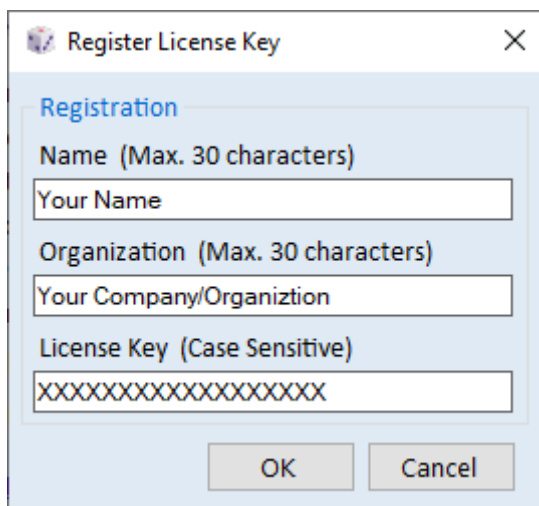 Register License Key
Registration
Name (Max. 30 characters)
Your Name
Organization (Max. 30 characters)
Your Company/Organiztion
License Key (Case Sensitive)
XXXXXXXXXXXXXXXXXX
OK Cancel